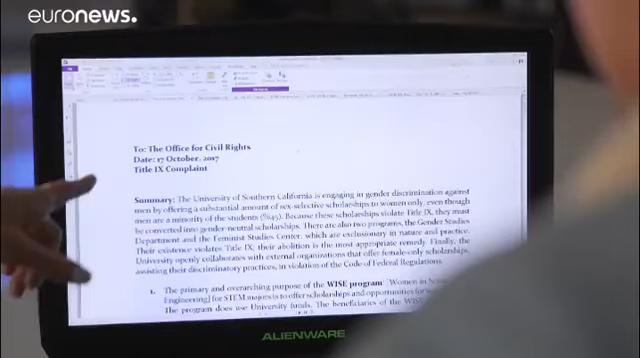 euronews.
To: The Office for Civil Rights
Date: 17 October, 2017
Title IX Complaint
Summary: The University of Southern California is engaging in gender discrimination against
men by offering a substantial amount of sex-selective scholarships to women only, even though
men are a minority of the students (%45). Because these scholarships violate Title IX, they must
be converted into gender-neutral scholarships. There are also two programs, the Gender Studies
Department and the Feminist Studies Center, which are exclusionary in nature and practice.
Their existence violates Title IX, their abolition is the most appropriate remedy. Finally, the
University openly collaborates with external organizations that offer female-only scholarships,
assisting their discriminatory practices, in violation of the Code of Federal Regulations.
1. The primary and overarching purpose of the WISE program [Women in
Engineering] for STEM majors is to offer scholarships and opportunities for
The program does use University funds. The beneficiaries of the WISE
ALIENWARE